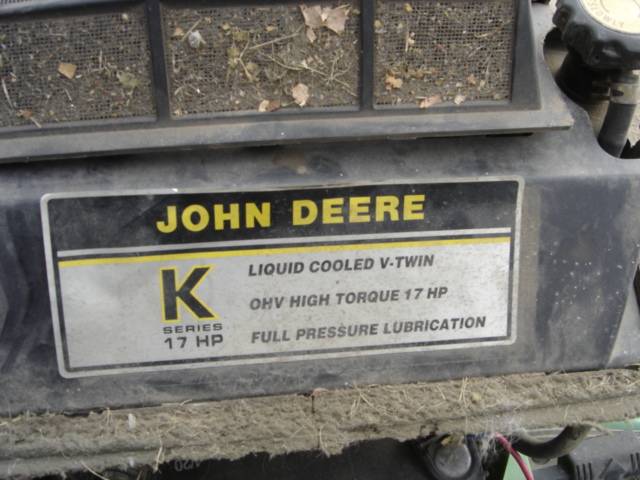 JOHN DEERE
K
SERIES
17 HP
LIQUID COOLED V-TWIN
OHV HIGH TORQUE 17 HP
FULL PRESSURE LUBRICATION